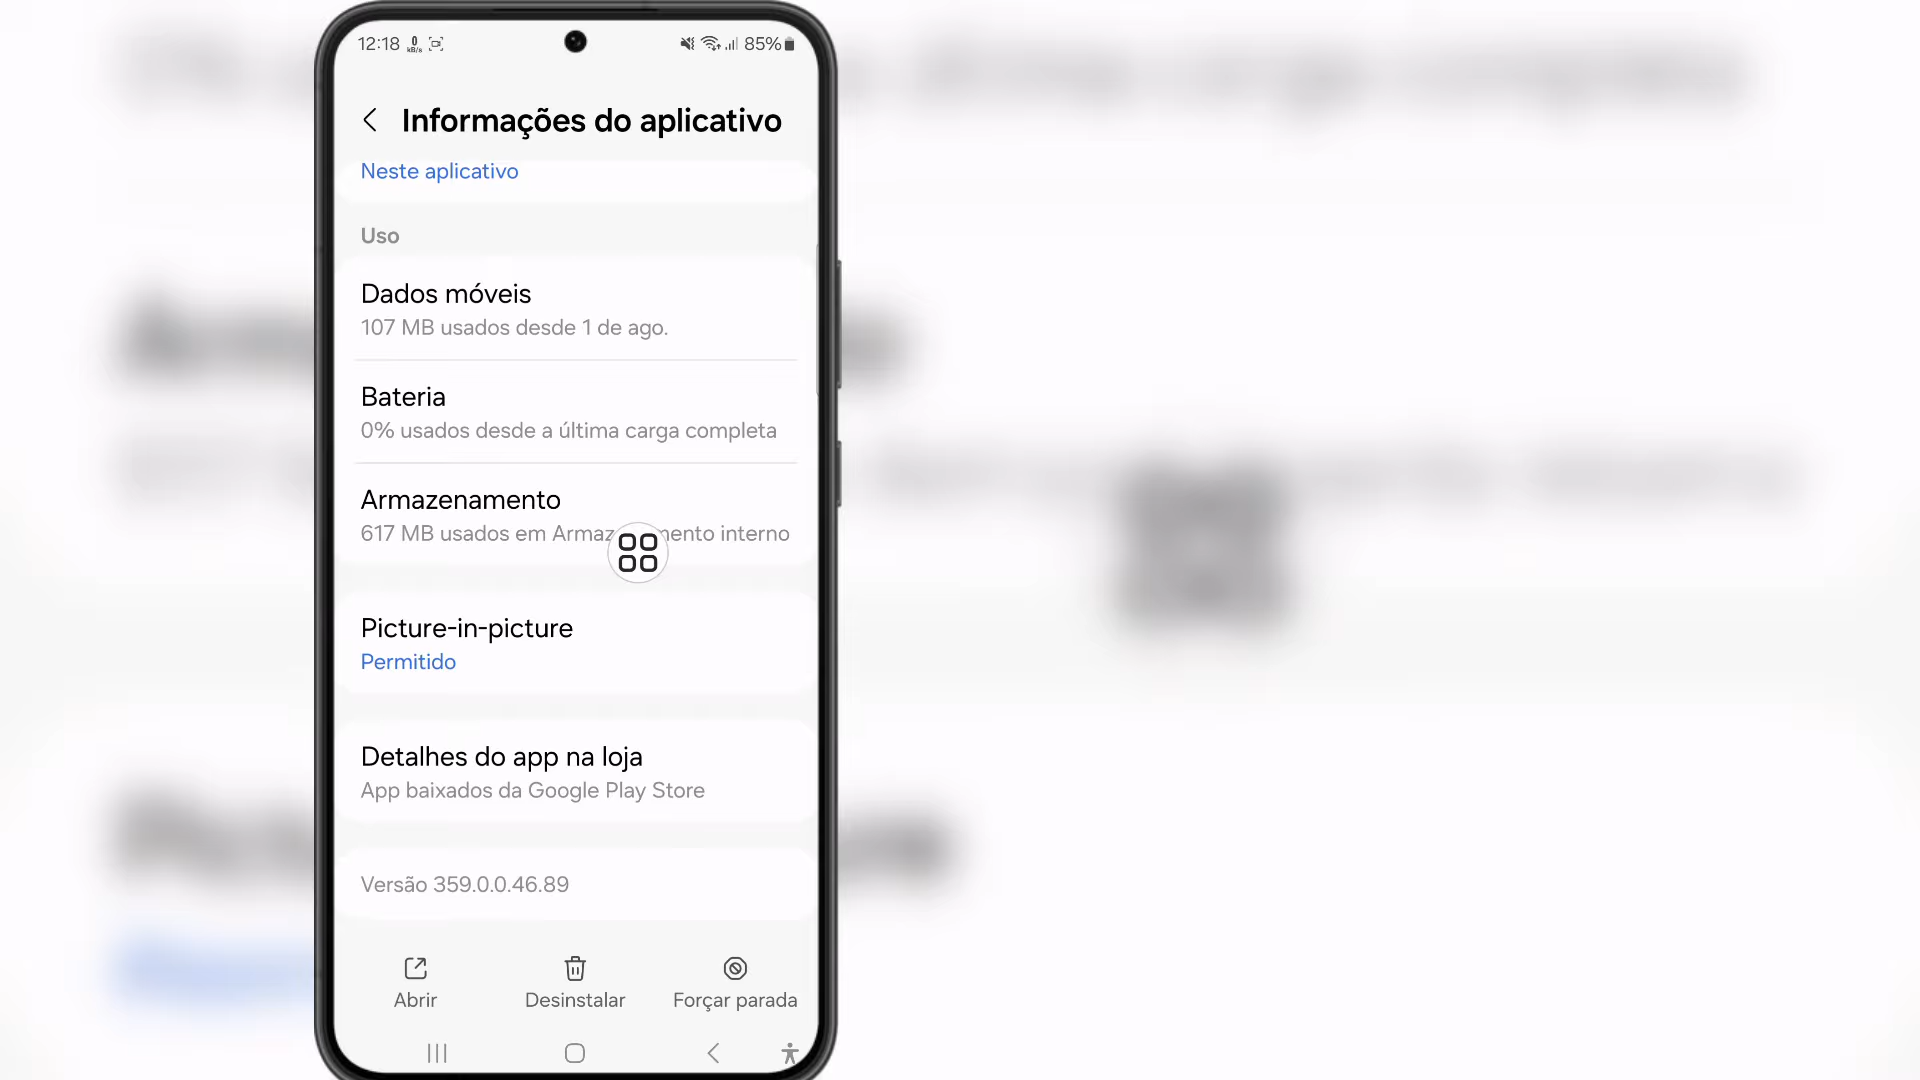 12:18 0 kB/s 85%
Informações do aplicativo
Neste aplicativo
Uso
Dados móveis
107 MB usados desde 1 de ago.
Bateria
0% usados desde a última carga completa
Armazenamento
617 MB usados em Armaz mento interno
Picture-in-picture
Permitido
Detalhes do app na loja
App baixados da Google Play Store
Versão 359.0.0.46.89
Abrir Desinstalar Forçar parada